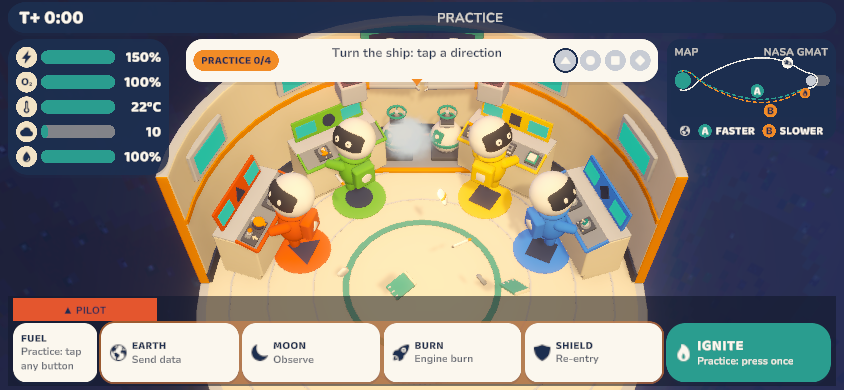 T+ 0:00
PRACTICE
150%
O₂ 100%
22°C
10
100%
PRACTICE 0/4
Turn the ship: tap a direction
MAP
NASA GMAT
A
B
A FASTER
B SLOWER
▲ PILOT
FUEL
Practice: tap
any button
EARTH
Send data
MOON
Observe
BURN
Engine burn
SHIELD
Re-entry
IGNITE
Practice: press once